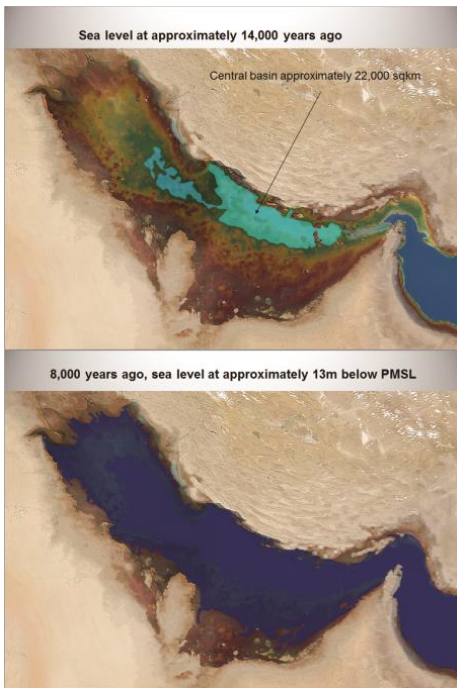 Sea level at approximately 14,000 years ago
Central basin approximately 22,000 sqkm
8,000 years ago, sea level at approximately 13m below PMSL